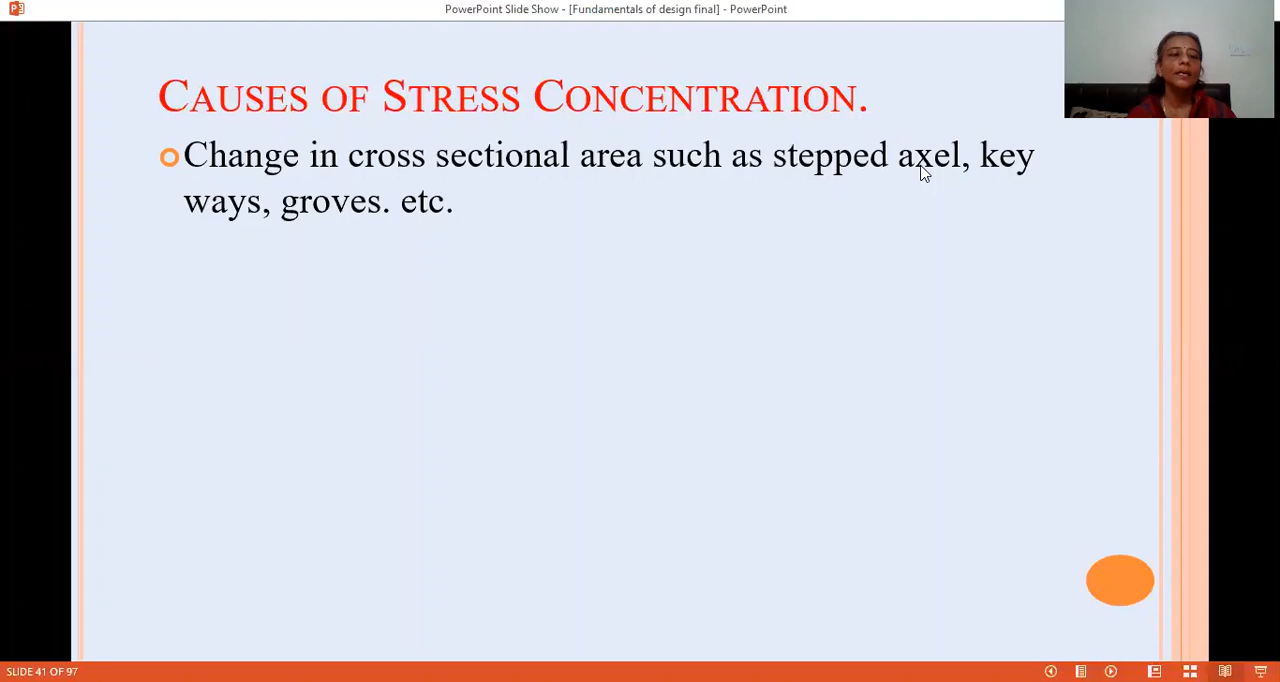 PowerPoint Slide Show - [Fundamentals of design final] - PowerPoint
CAUSES OF STRESS CONCENTRATION.
Change in cross sectional area such as stepped axel, key
ways, groves. etc.
SLIDE 41 OF 97